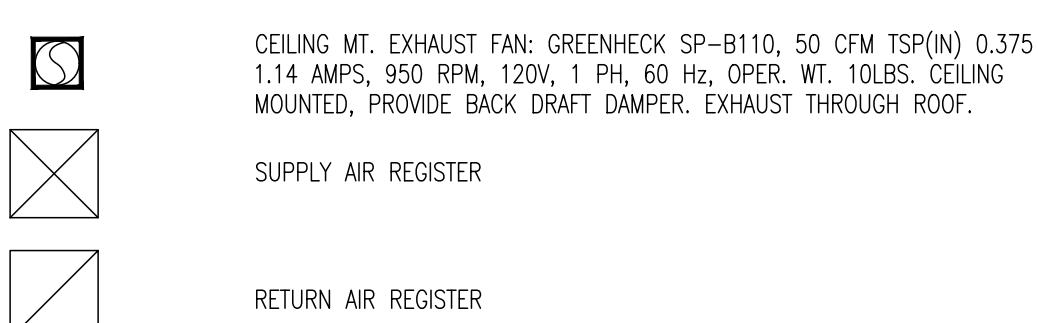 CEILING MT. EXHAUST FAN: GREENHECK SP-B110, 50 CFM TSP(IN) 0.375
1.14 AMPS, 950 RPM, 120V, 1 PH, 60 Hz, OPER. WT. 10LBS. CEILING
MOUNTED, PROVIDE BACK DRAFT DAMPER. EXHAUST THROUGH ROOF.
SUPPLY AIR REGISTER
RETURN AIR REGISTER